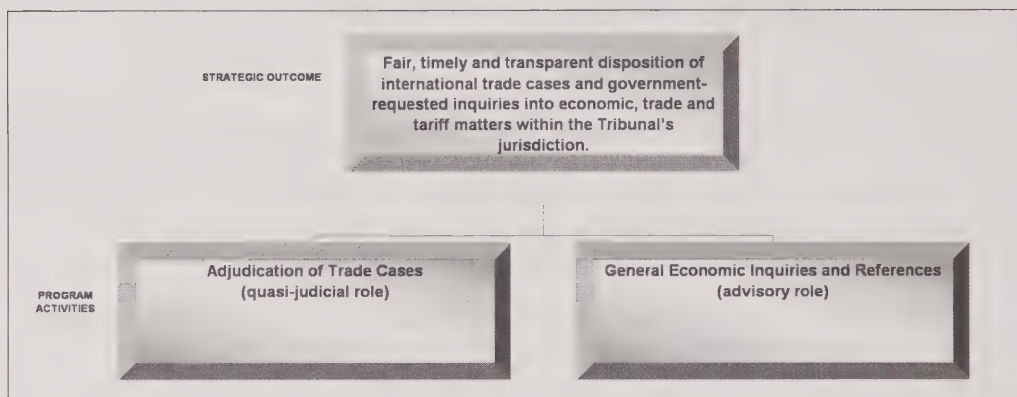 STRATEGIC OUTCOME
Fair, timely and transparent disposition of
international trade cases and government-
requested inquiries into economic, trade and
tariff matters within the Tribunal's
jurisdiction.
PROGRAM
ACTIVITIES
Adjudication of Trade Cases
(quasi-judicial role)
General Economic Inquiries and References
(advisory role)